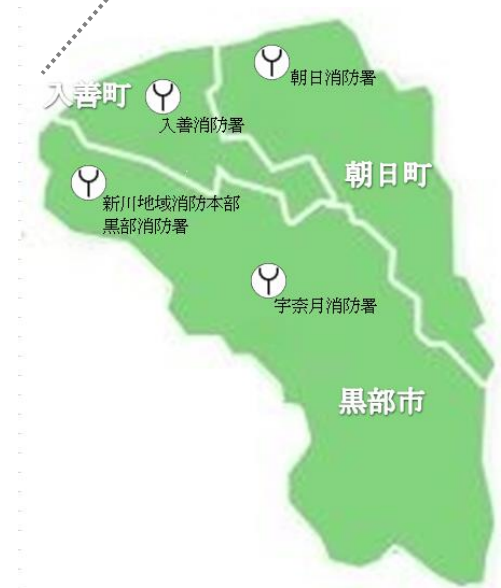 朝日消防署
入善町
入善消防署
朝日町
新川地域消防本部
黒部消防署
宇奈月消防署
黒部市